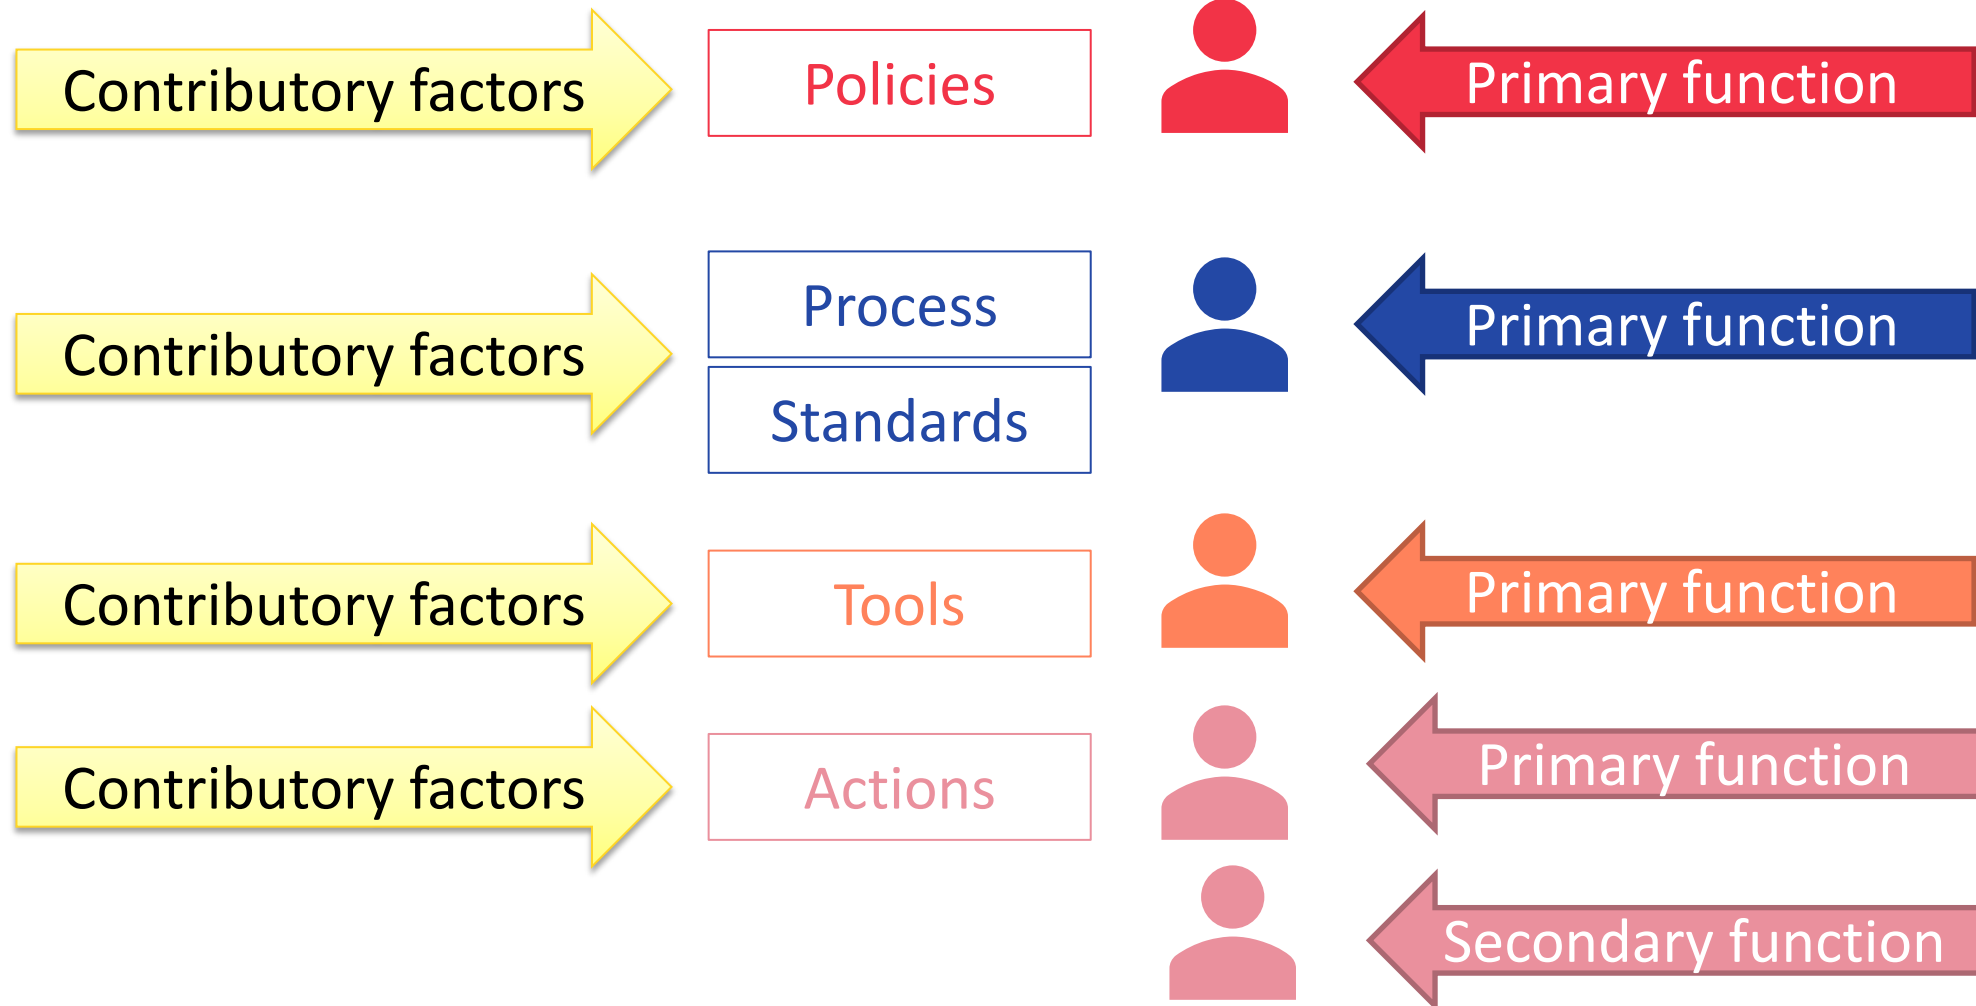 Contributory factors
Policies
Primary function
Contributory factors
Process
Standards
Primary function
Contributory factors
Tools
Primary function
Contributory factors
Actions
Primary function
Secondary function